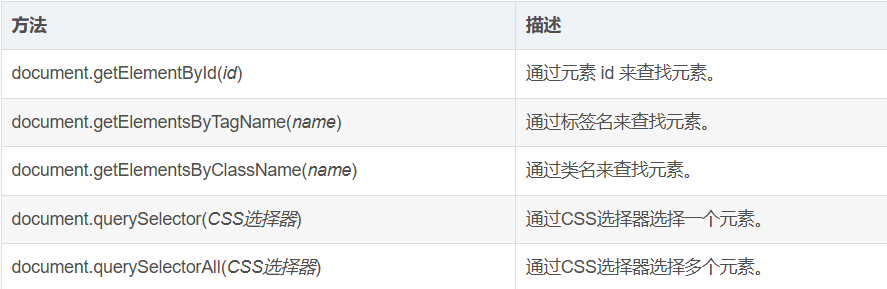 方法 描述
document.getElementById(id) 通过元素 id 来查找元素。
document.getElementsByTagName(name) 通过标签名来查找元素。
document.getElementsByClassName(name) 通过类名来查找元素。
document.querySelector(CSS选择器) 通过CSS选择器选择一个元素。
document.querySelectorAll(CSS选择器) 通过CSS选择器选择多个元素。